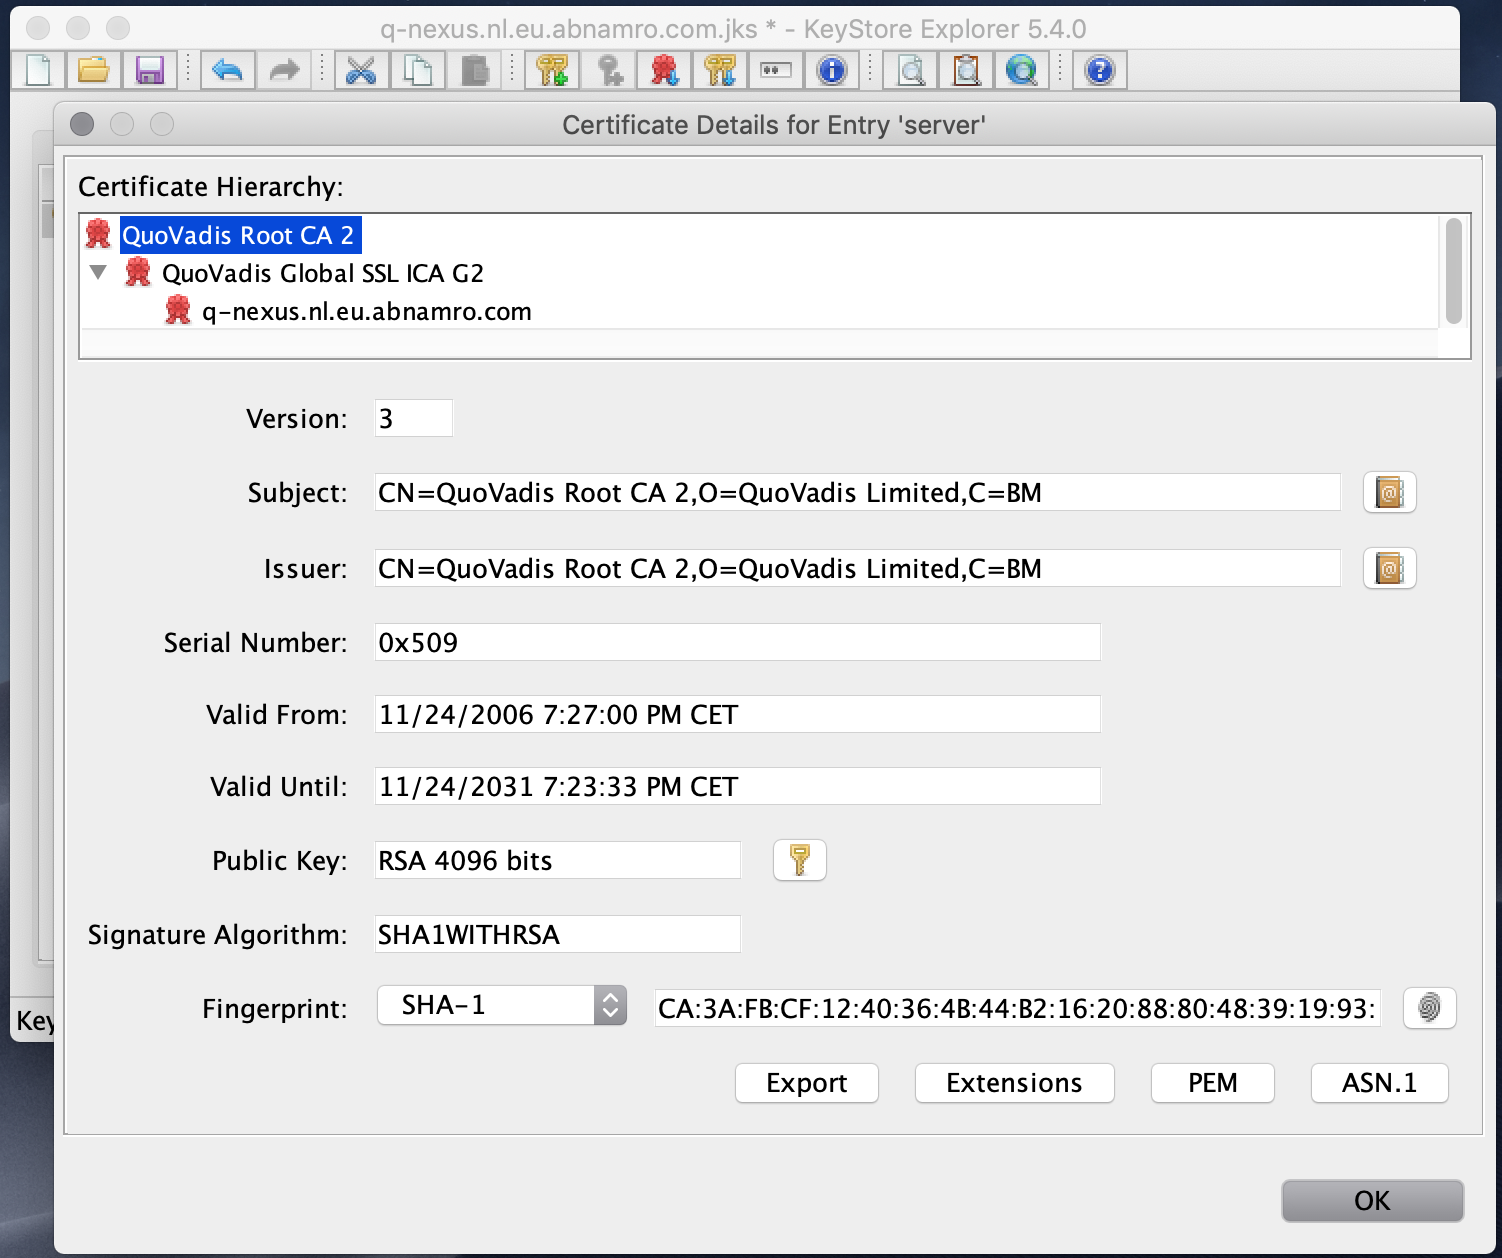 q-nexus.nl.eu.abnamro.com.jks * - KeyStore Explorer 5.4.0
Certificate Details for Entry 'server'
Certificate Hierarchy:
QuoVadis Root CA 2
QuoVadis Global SSL ICA G2
q-nexus.nl.eu.abnamro.com
Version: 3
Subject: CN=QuoVadis Root CA 2,O=QuoVadis Limited,C=BM
Issuer: CN=QuoVadis Root CA 2,O=QuoVadis Limited,C=BM
Serial Number: 0x509
Valid From: 11/24/2006 7:27:00 PM CET
Valid Until: 11/24/2031 7:23:33 PM CET
Public Key: RSA 4096 bits
Signature Algorithm: SHA1WITHRSA
Fingerprint: SHA-1 CA:3A:FB:CF:12:40:36:4B:44:B2:16:20:88:80:48:39:19:93:
Key
Export Extensions PEM ASN.1
OK